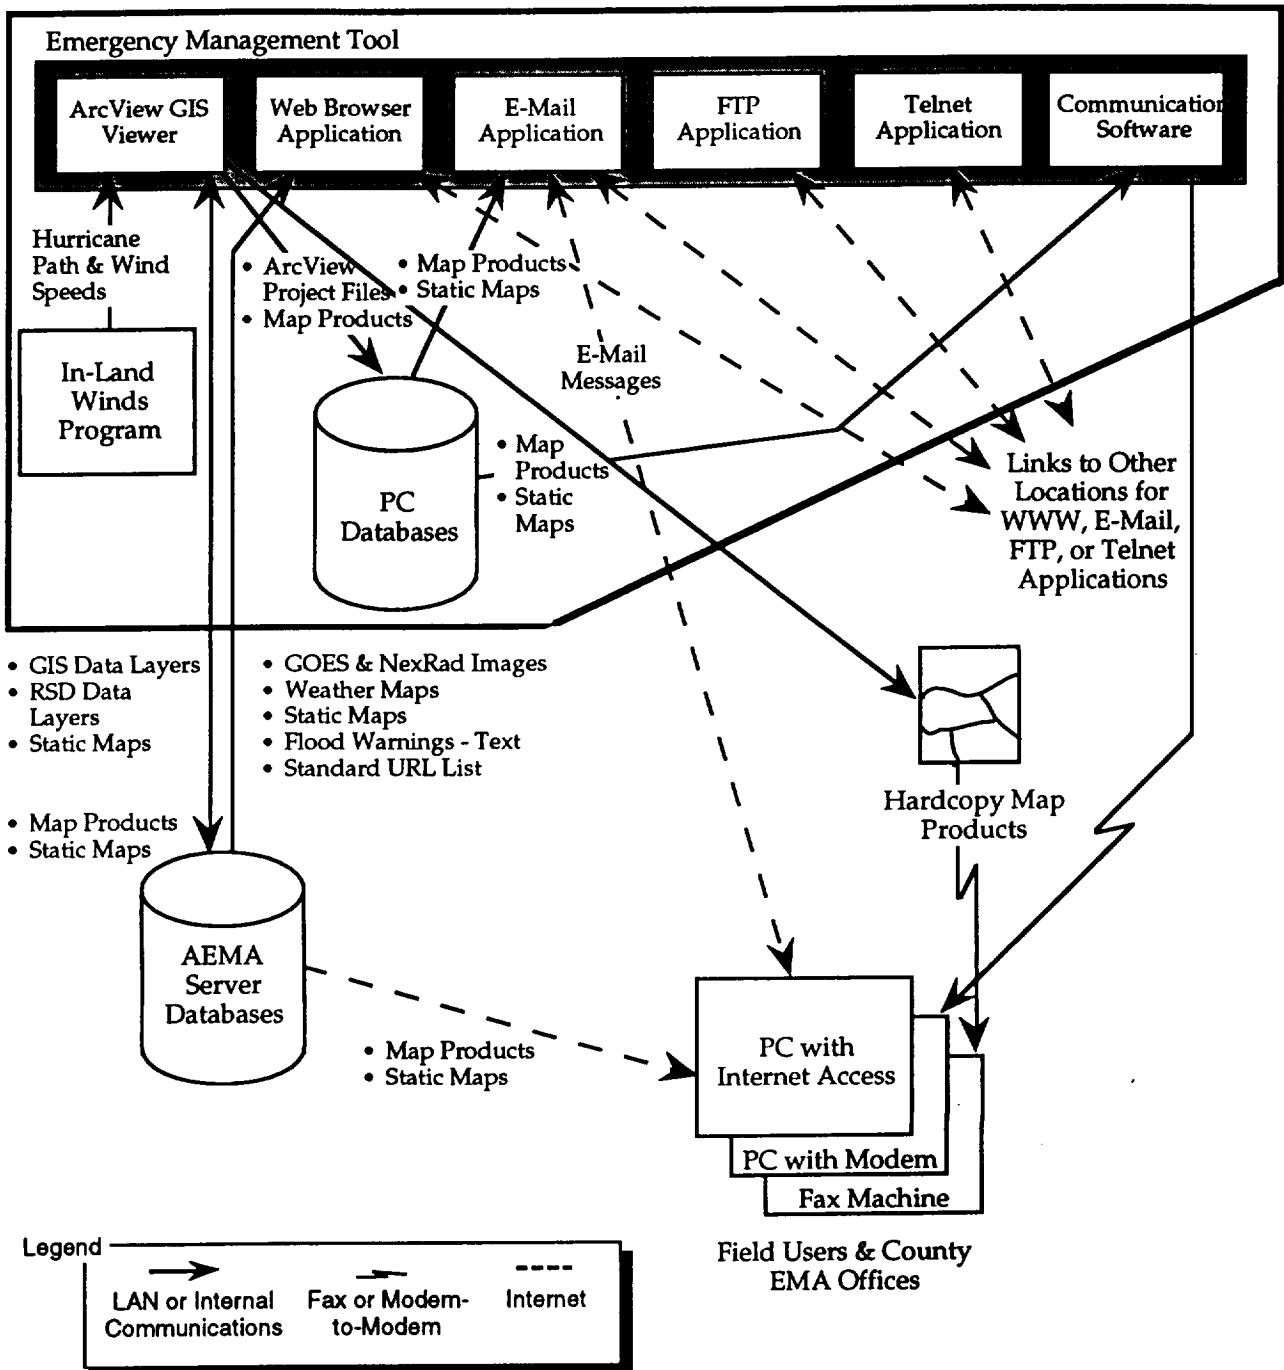 Emergency Management Tool
ArcView GIS
Viewer
Web Browser
Application
E-Mail
Application
FTP
Application
Telnet
Application
Communication
Software
Hurricane
Path & Wind
Speeds
• ArcView
Project Files
• Map Products
• Map Products
• Static Maps
In-Land
Winds
Program
E-Mail
Messages
PC
Databases
• Map
Products
• Static
Maps
Links to Other
Locations for
WWW, E-Mail,
FTP, or Telnet
Applications
• GIS Data Layers
• RSD Data
Layers
• Static Maps
• GOES & NexRad Images
• Weather Maps
• Static Maps
• Flood Warnings - Text
• Standard URL List
• Map Products
• Static Maps
Hardcopy Map
Products
AEMA
Server
Databases
• Map Products
• Static Maps
PC with
Internet Access
PC with Modem
Fax Machine
Field Users & County
EMA Offices
Legend
LAN or Internal
Communications
Fax or Modem-
to-Modem
Internet